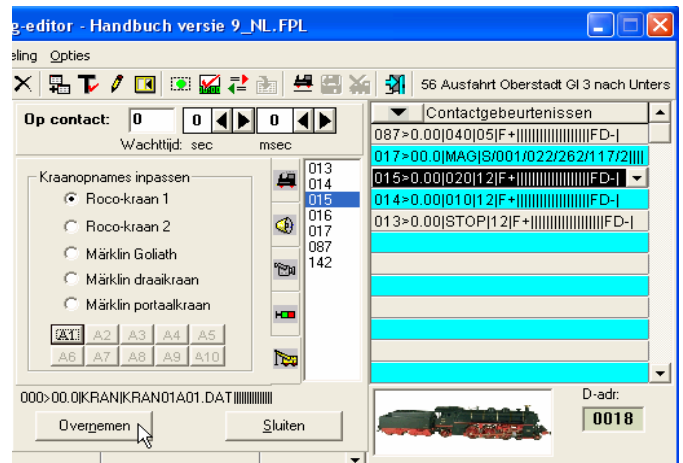 g-editor - Handbuch versie 9_NL.FPL
eling Opties
56 Ausfahrt Oberstadt Gl 3 nach Unters
Op contact: 0 0 0
Wachttijd: sec msec
Contactgebeurtenissen
087>0.00|040|05|F+||||||||||||||||||FD-|
017>00.0|MAG|S/001/022/262/117/2||||
015>0.00|020|12|F+||||||||||||||||||FD-|
014>0.00|010|12|F+||||||||||||||||||FD-|
013>0.00|STOP|12|F+||||||||||||||||||FD-|
Kraanopnames inpassen
Roco-kraan 1
Roco-kraan 2
Märklin Goliath
Märklin draaikraan
Märklin portaalkraan
A1 A2 A3 A4 A5
A6 A7 A8 A9 A10
013
014
015
016
017
087
142
000>00.0|KRAN|KRAN01A01.DAT||||||||||||
Overnemen Sluiten
D-adr:
0018